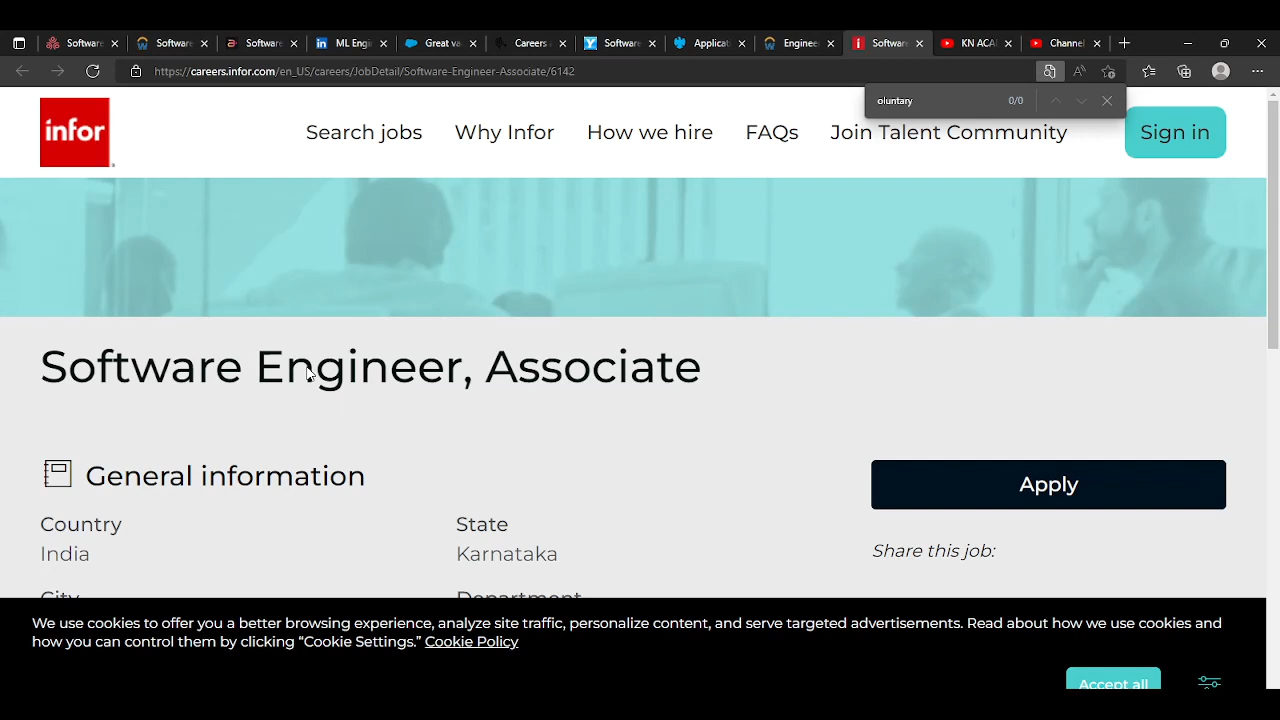 Software
Software
Software
ML Engi
Great va
Careers
Software
Applicat
Enginee
Software
KN ACA
Channel
https://careers.infor.com/en_US/careers/JobDetail/Software-Engineer-Associate/6142
oluntary 0/0
infor
Search jobs Why Infor How we hire FAQs Join Talent Community Sign in
Software Engineer, Associate
General information
Apply
Country State
India Karnataka
Share this job:
City Department
We use cookies to offer you a better browsing experience, analyze site traffic, personalize content, and serve targeted advertisements. Read about how we use cookies and
how you can control them by clicking “Cookie Settings.” Cookie Policy
Accept all